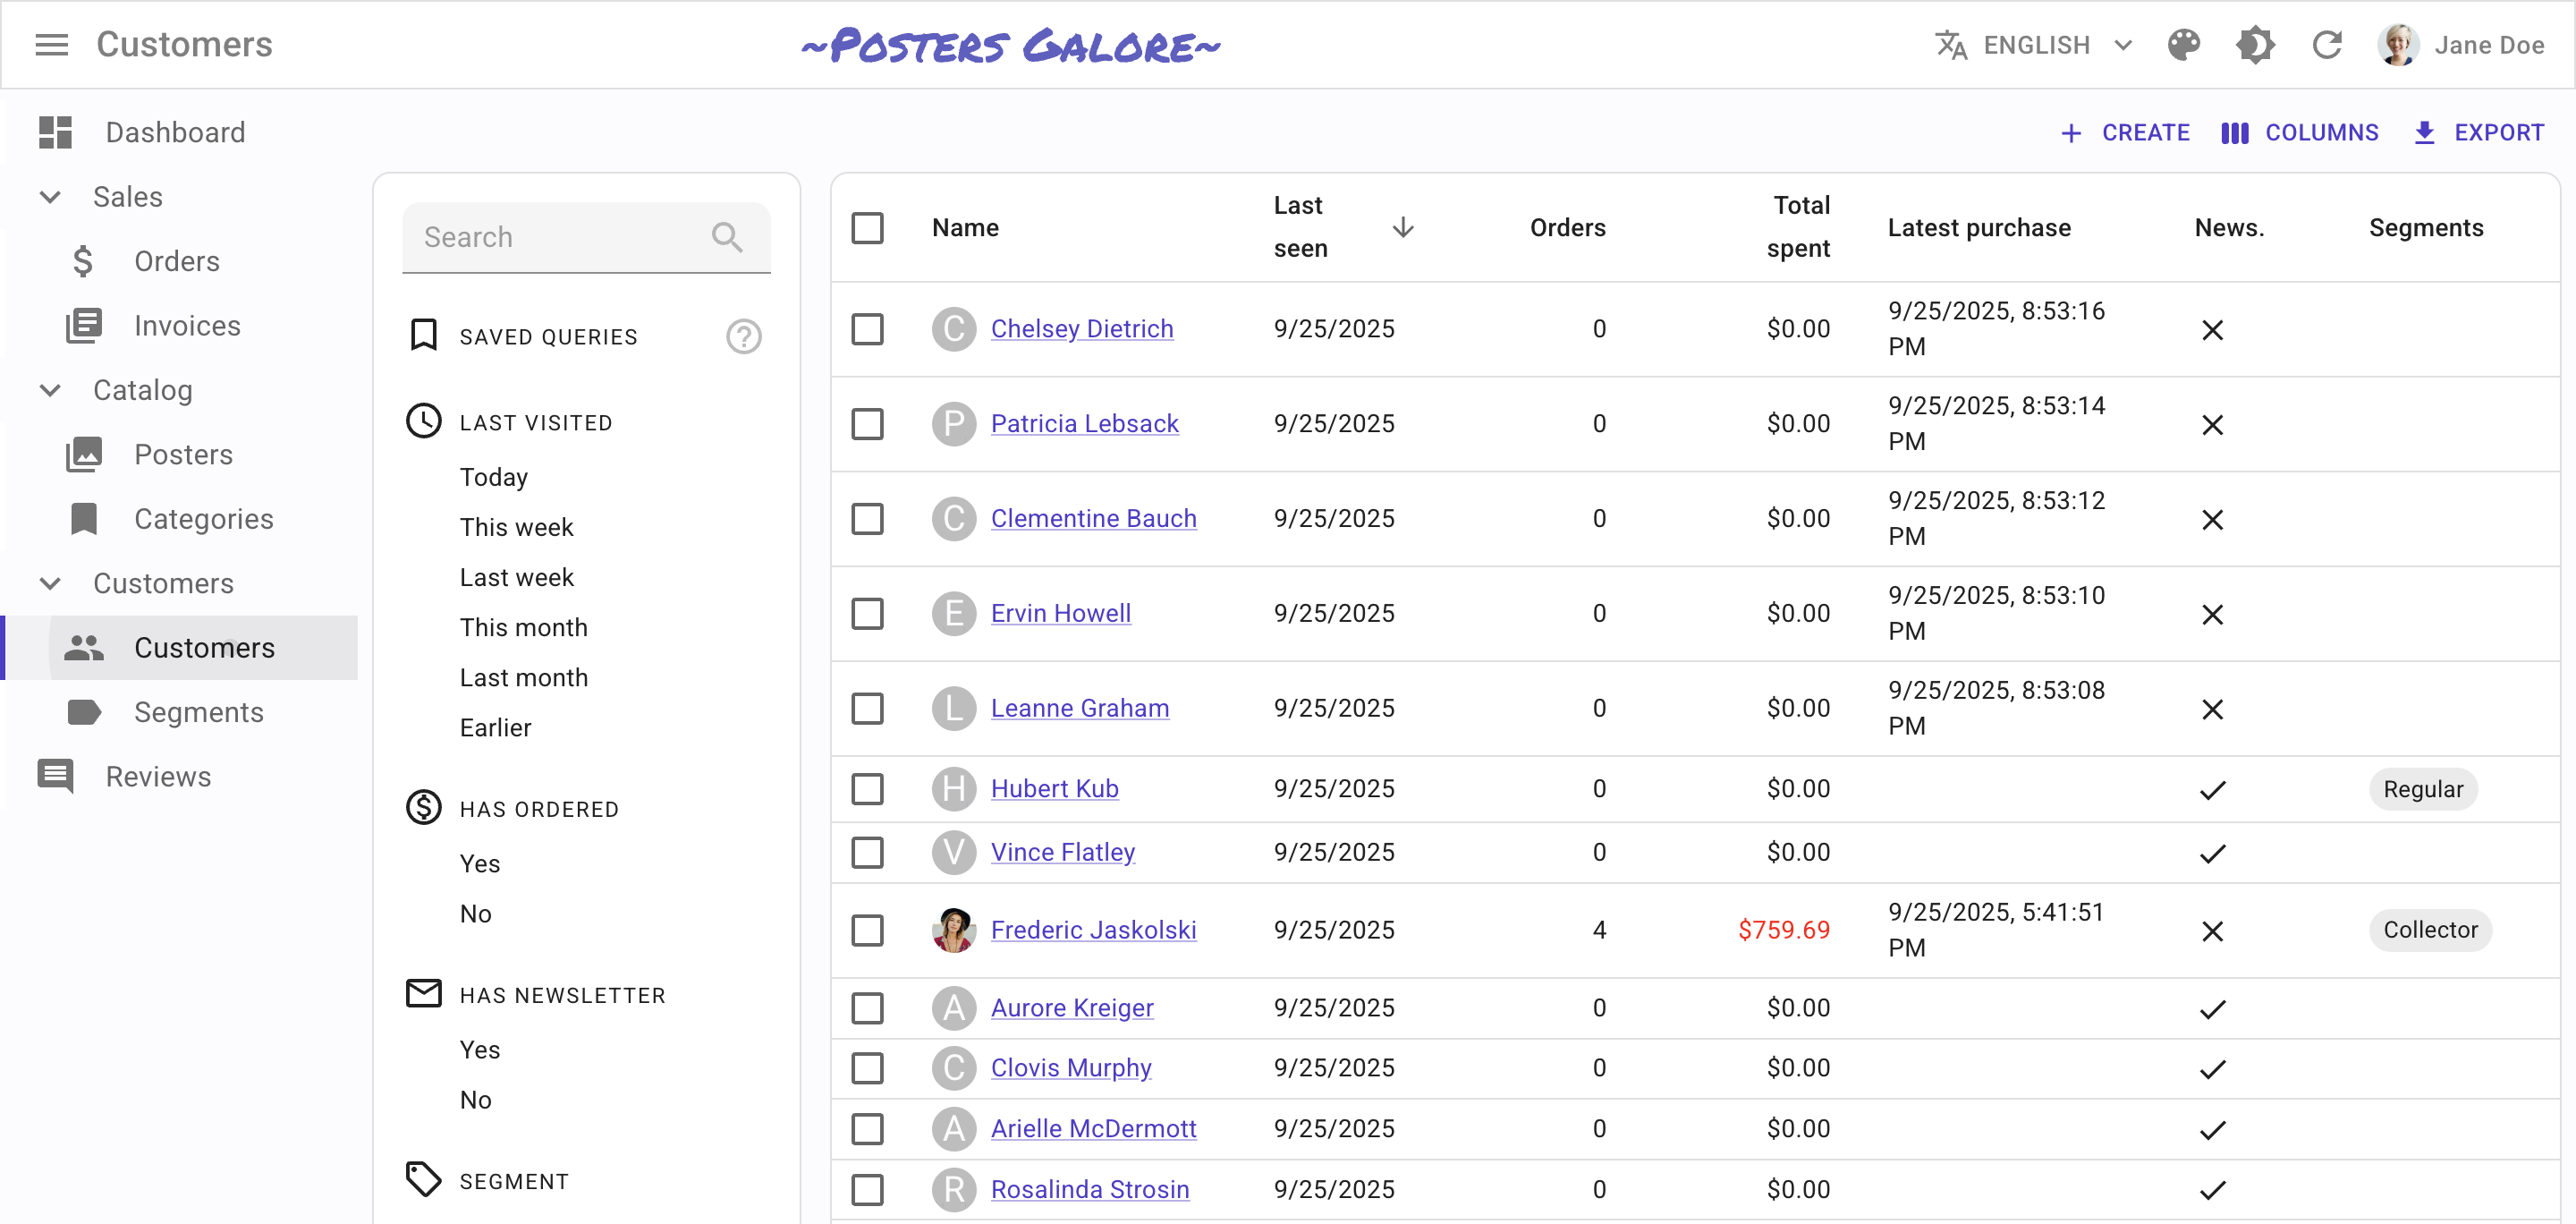 Customers
~Posters Galore~
ENGLISH
Jane Doe
CREATE
COLUMNS
EXPORT
Dashboard
Sales
Orders
Invoices
Catalog
Posters
Categories
Customers
Customers
Segments
Reviews
Search
SAVED QUERIES
?
LAST VISITED
Today
This week
Last week
This month
Last month
Earlier
HAS ORDERED
Yes
No
HAS NEWSLETTER
Yes
No
SEGMENT
Name Last seen Orders Total spent Latest purchase News. Segments
C Chelsey Dietrich 9/25/2025 0 $0.00 9/25/2025, 8:53:16 PM
P Patricia Lebsack 9/25/2025 0 $0.00 9/25/2025, 8:53:14 PM
C Clementine Bauch 9/25/2025 0 $0.00 9/25/2025, 8:53:12 PM
E Ervin Howell 9/25/2025 0 $0.00 9/25/2025, 8:53:10 PM
L Leanne Graham 9/25/2025 0 $0.00 9/25/2025, 8:53:08 PM
H Hubert Kub 9/25/2025 0 $0.00 Regular
V Vince Flatley 9/25/2025 0 $0.00
Frederic Jaskolski 9/25/2025 4 $759.69 9/25/2025, 5:41:51 PM Collector
A Aurore Kreiger 9/25/2025 0 $0.00
C Clovis Murphy 9/25/2025 0 $0.00
A Arielle McDermott 9/25/2025 0 $0.00
R Rosalinda Strosin 9/25/2025 0 $0.00